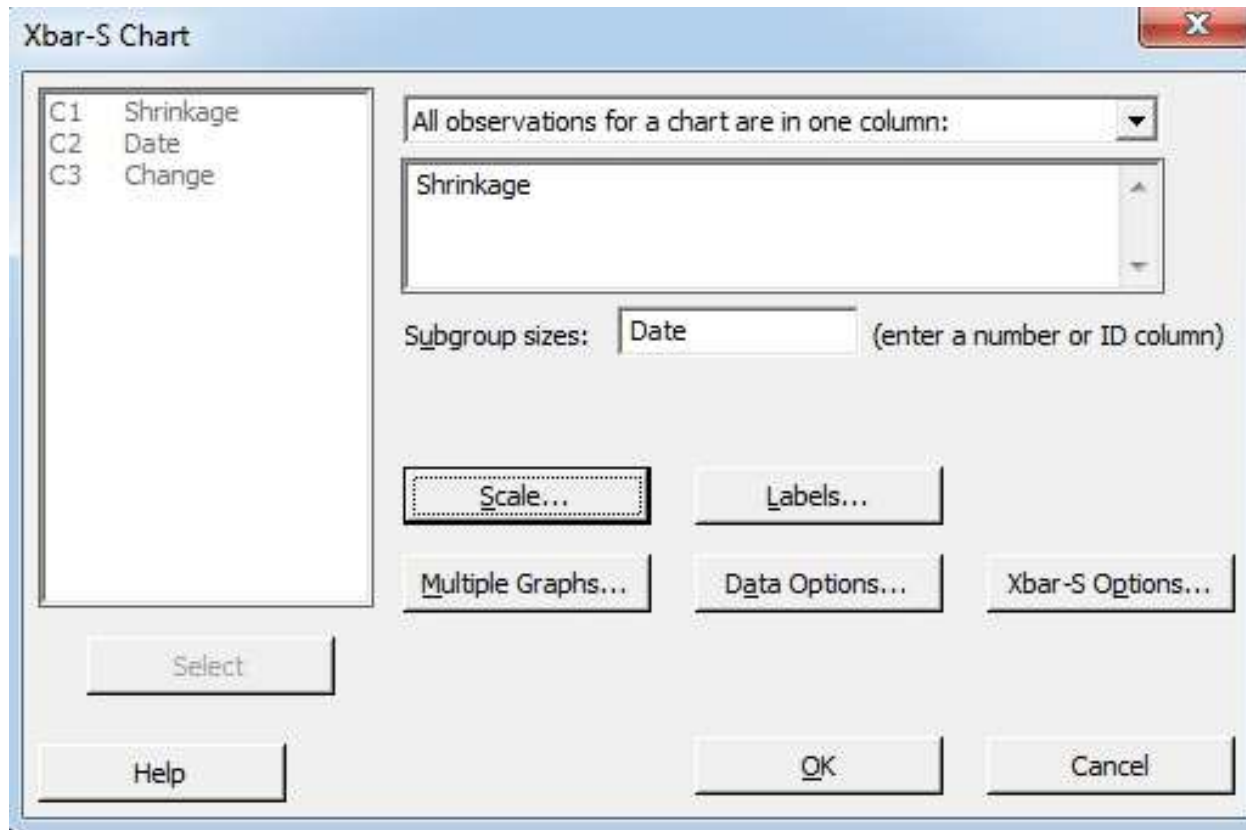 Xbar-S Chart
X
C1 Shrinkage
C2 Date
C3 Change
All observations for a chart are in one column:
Shrinkage
Subgroup sizes: Date (enter a number or ID column)
Scale... Labels...
Multiple Graphs... Data Options... Xbar-S Options...
Select
Help OK Cancel